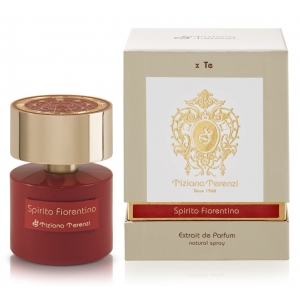 x Te
Tiziana Terenzi
Since 1968
Spirito Fiorentino
Extrait de Parfum
natural spray
Spirito Fiorentino
Tiziana Terenzi